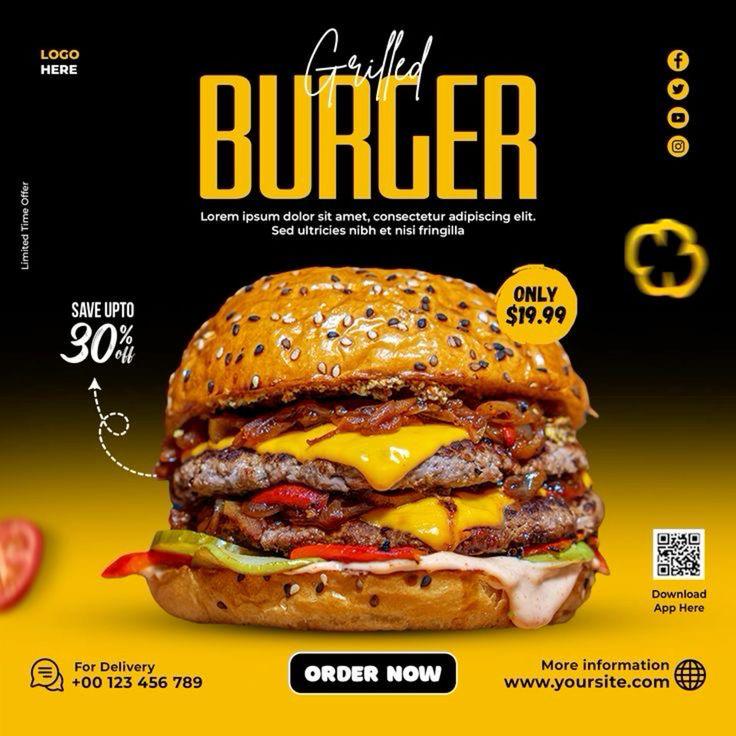 LOGO
HERE
Grilled
BURGER
Lorem ipsum dolor sit amet, consectetur adipiscing elit.
Sed ultricies nibh et nisi fringilla
Limited Time Offer
SAVE UPTO
30% off
ONLY
$19.99
Download
App Here
For Delivery
+00 123 456 789
ORDER NOW
More information
www.yoursite.com